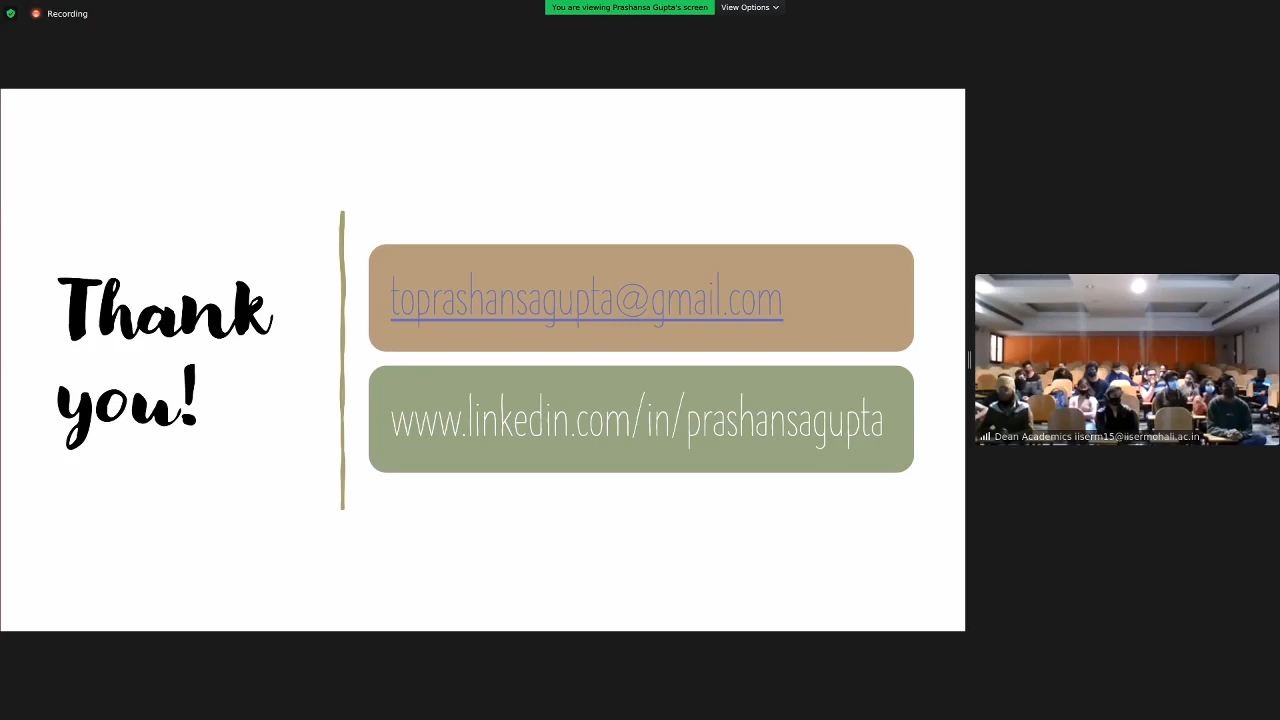 Recording
You are viewing Prashansa Gupta's screen
View Options
Thank
you!
toprashansagupta@gmail.com
www.linkedin.com/in/prashansagupta
Dean Academics iiserm15@iisermohali.ac.in